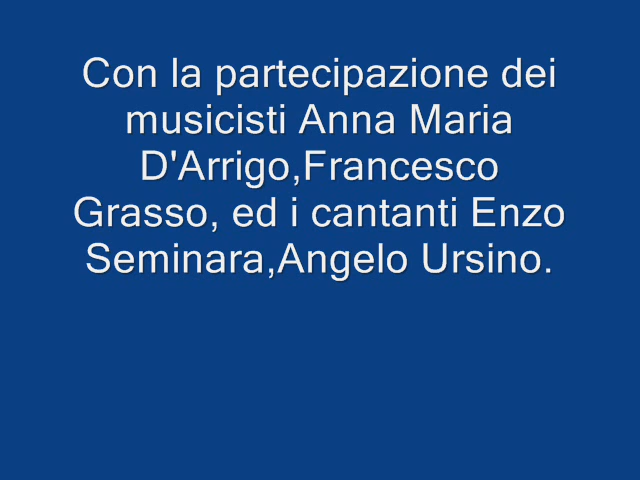 Con la partecipazione dei
musicisti Anna Maria
D'Arrigo,Francesco
Grasso, ed i cantanti Enzo
Seminara,Angelo Ursino.